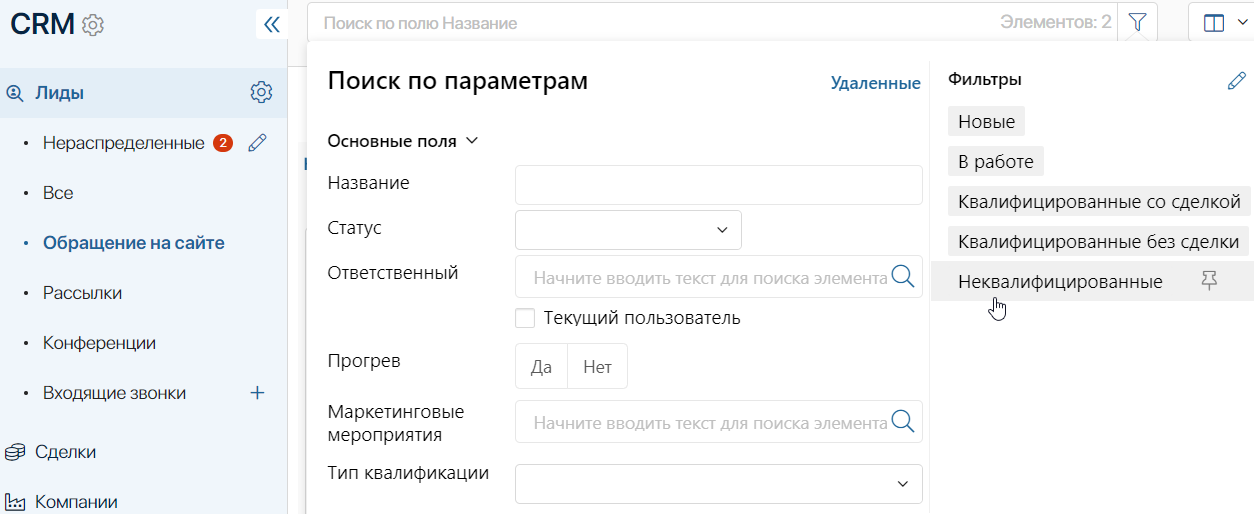 CRM
Лиды
Нераспределенные 2
Все
Обращение на сайте
Рассылки
Конференции
Входящие звонки
Сделки
Компании
Поиск по полю Название
Элементов: 2
Поиск по параметрам
Удаленные
Основные поля
Название
Статус
Ответственный
Начните вводить текст для поиска элемента
Текущий пользователь
Прогрев
Да
Нет
Маркетинговые
мероприятия
Начните вводить текст для поиска элемента
Тип квалификации
Фильтры
Новые
В работе
Квалифицированные со сделкой
Квалифицированные без сделки
Неквалифицированные